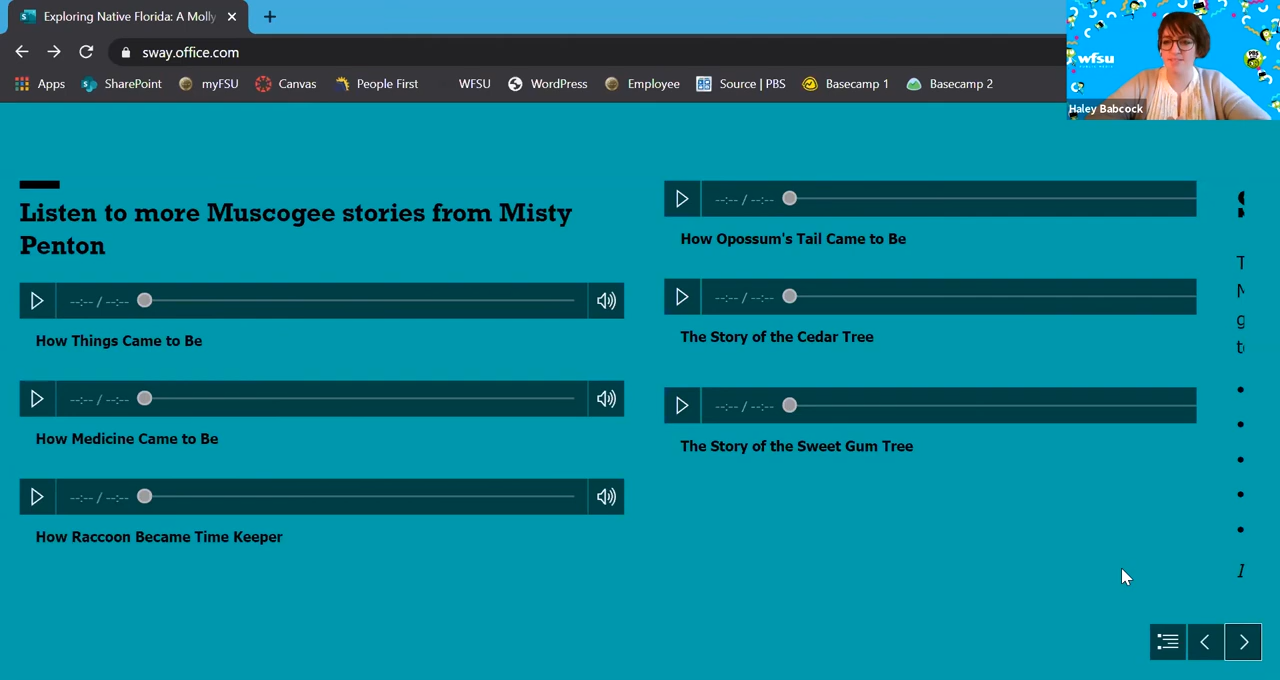 Exploring Native Florida: A Molly
sway.office.com
Apps SharePoint myFSU Canvas People First WFSU WordPress Employee Source | PBS Basecamp 1 Basecamp 2
wfsu
Haley Babcock
Listen to more Muscogee stories from Misty
Penton
--:-- / --:--
How Things Came to Be
--:-- / --:--
How Medicine Came to Be
--:-- / --:--
How Raccoon Became Time Keeper
--:-- / --:--
How Opossum's Tail Came to Be
--:-- / --:--
The Story of the Cedar Tree
--:-- / --:--
The Story of the Sweet Gum Tree